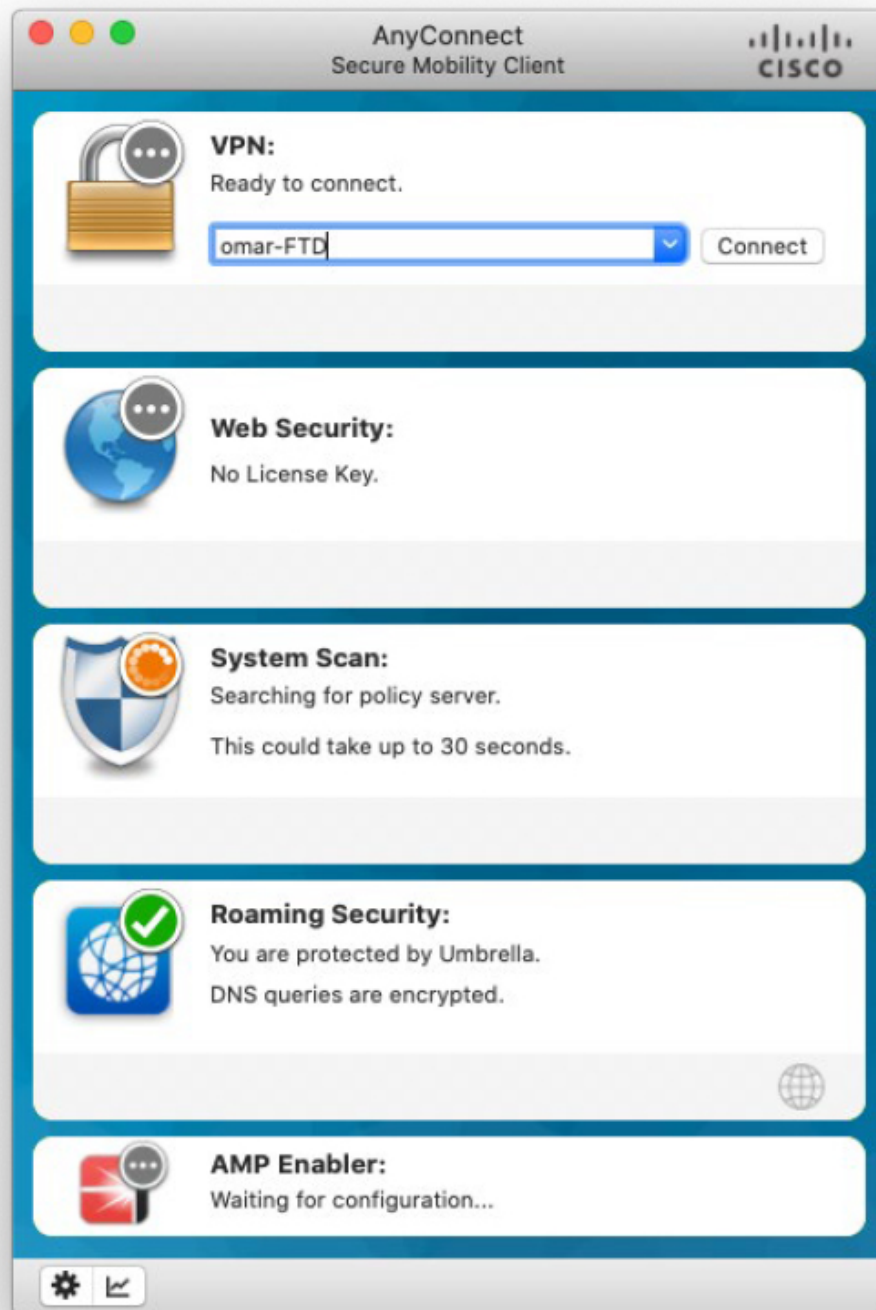 AnyConnect
Secure Mobility Client
CISCO
VPN:
Ready to connect.
omar-FTD
Connect
Web Security:
No License Key.
System Scan:
Searching for policy server.
This could take up to 30 seconds.
Roaming Security:
You are protected by Umbrella.
DNS queries are encrypted.
AMP Enabler:
Waiting for configuration...